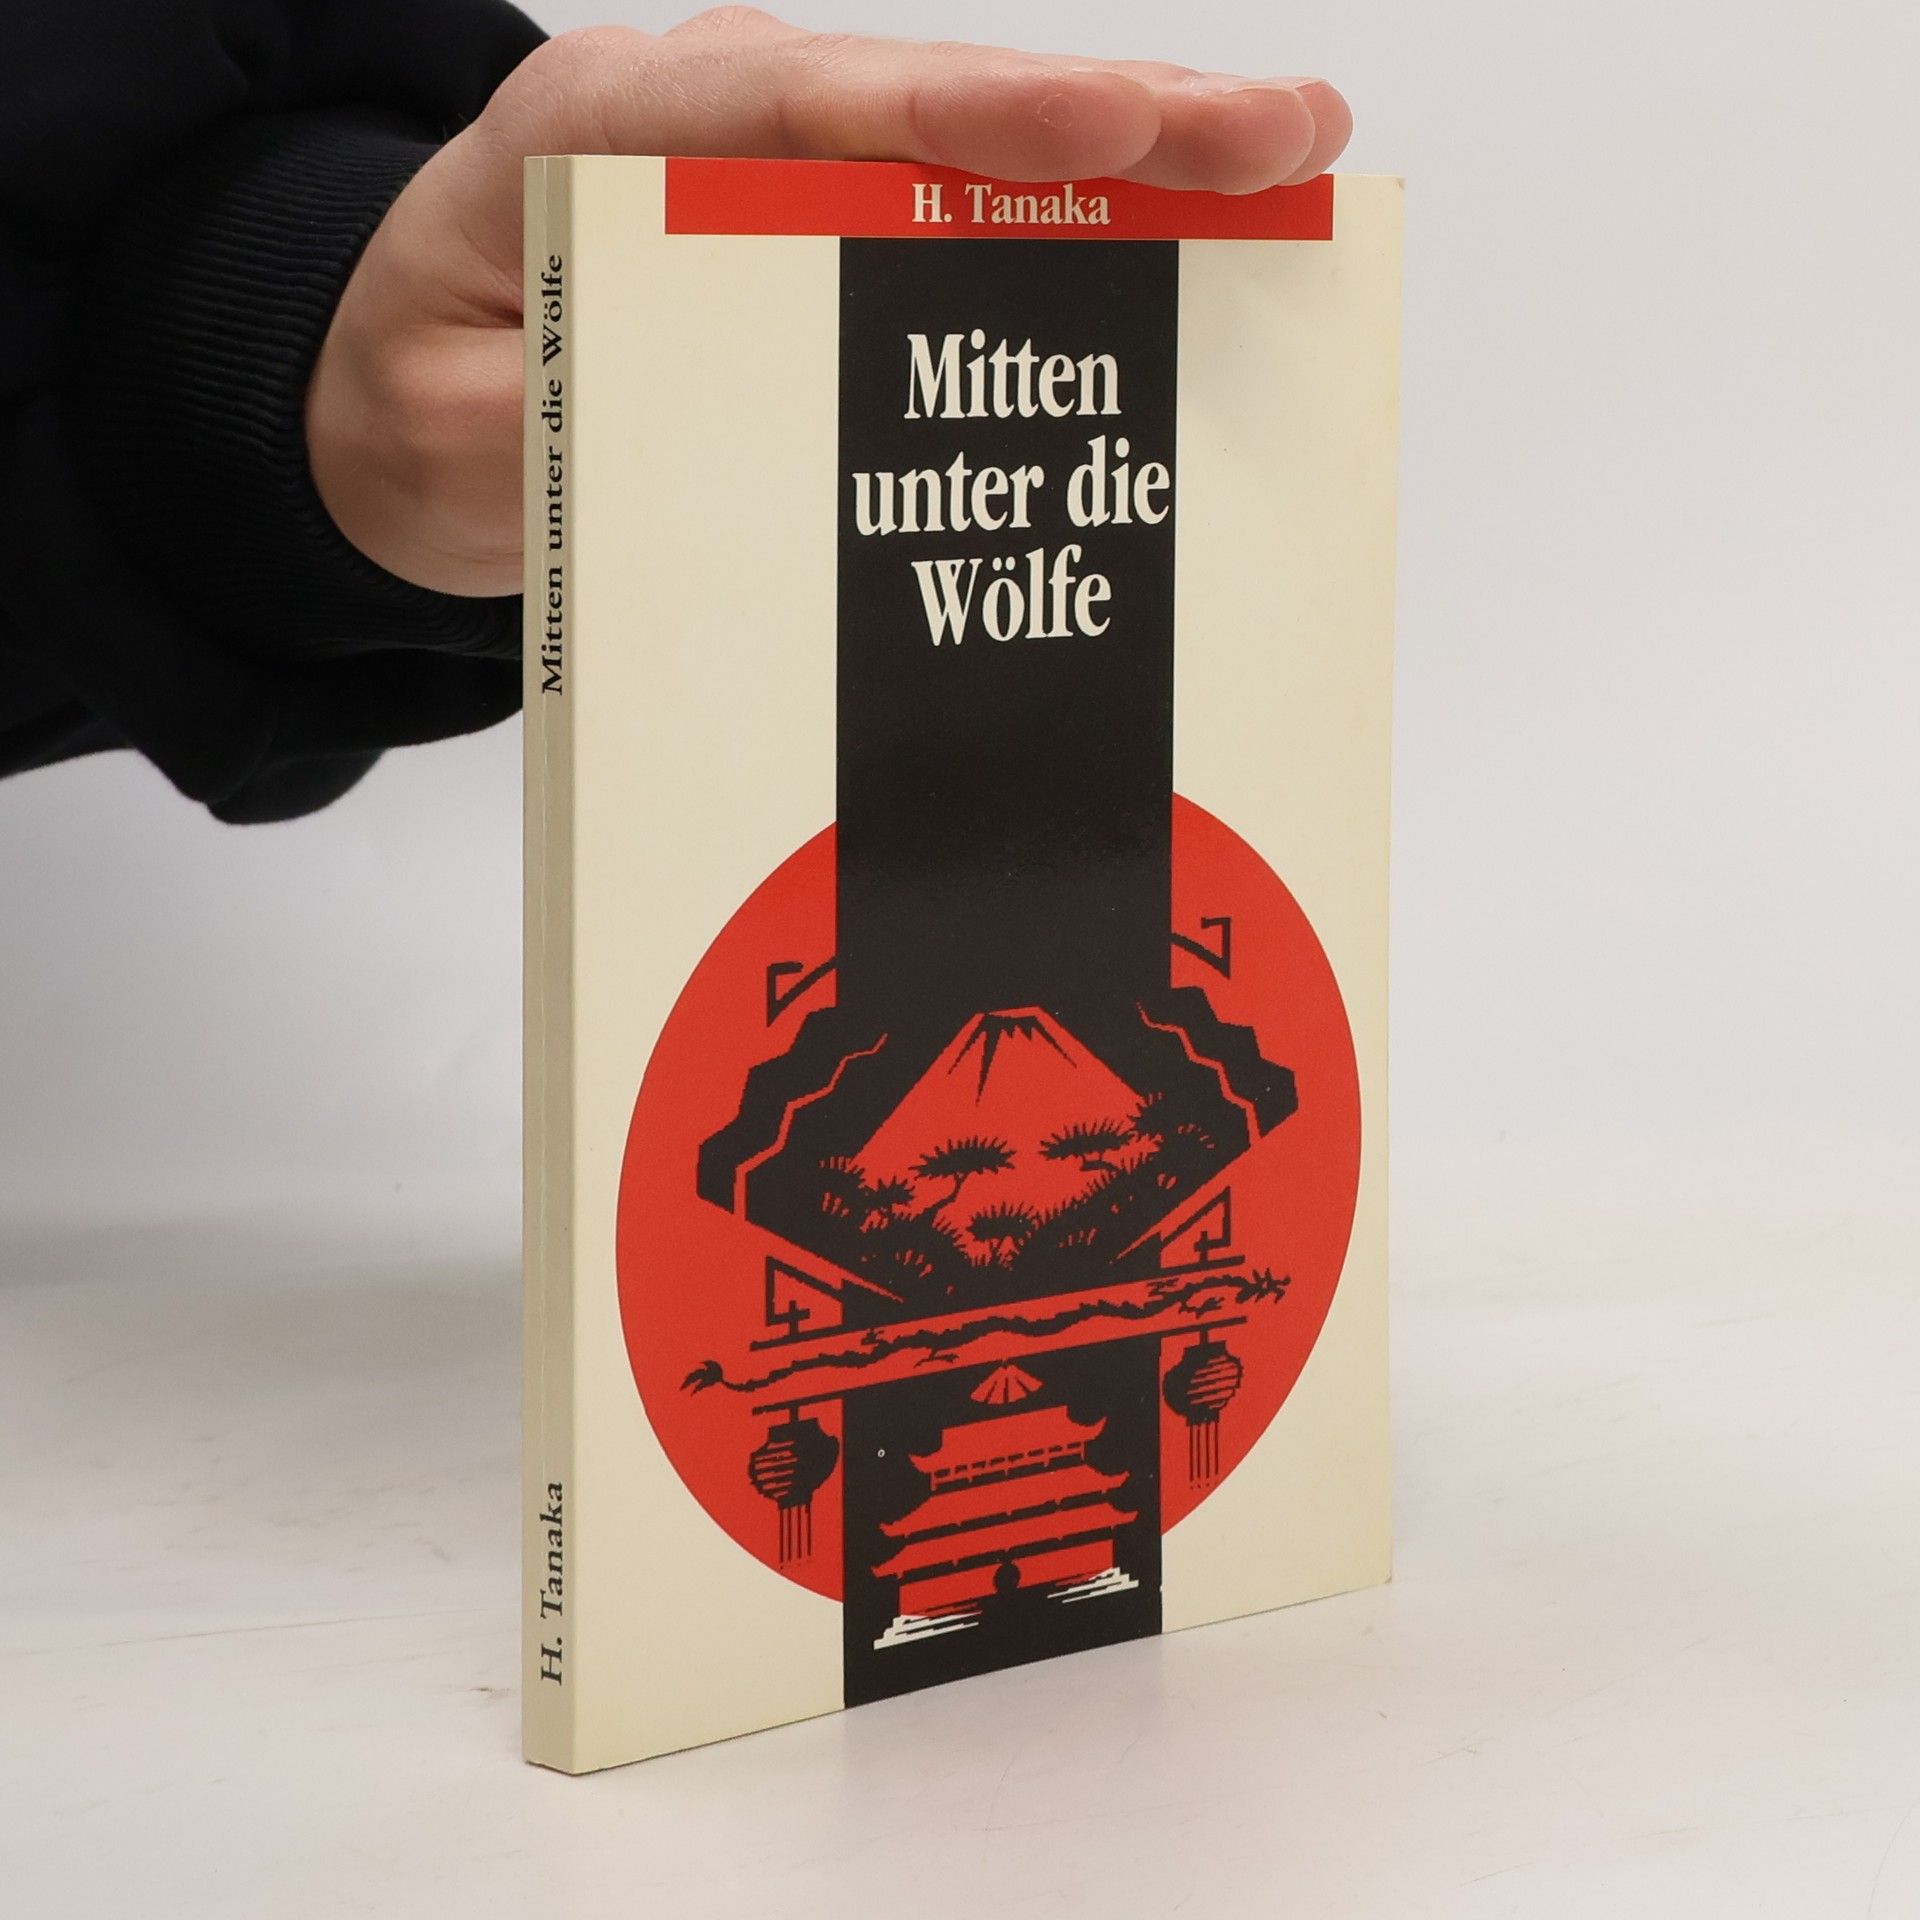 H. Tanaka
Mitten
unter die
Wölfe
Mitten unter die Wölfe
H. Tanaka